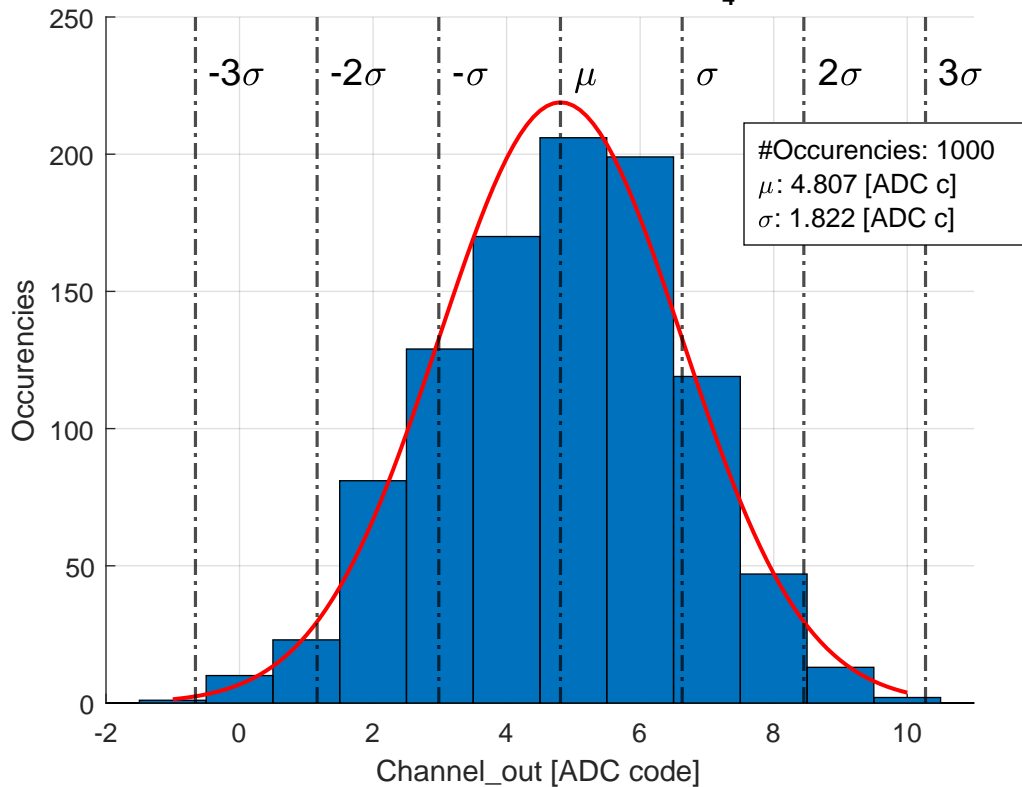 4
250
200
150
100
50
0
-3σ -2σ -σ μ σ 2σ 3σ
#Occurencies: 1000
μ: 4.807 [ADC c]
σ: 1.822 [ADC c]
Occurencies
-2 0 2 4 6 8 10
Channel_out [ADC code]